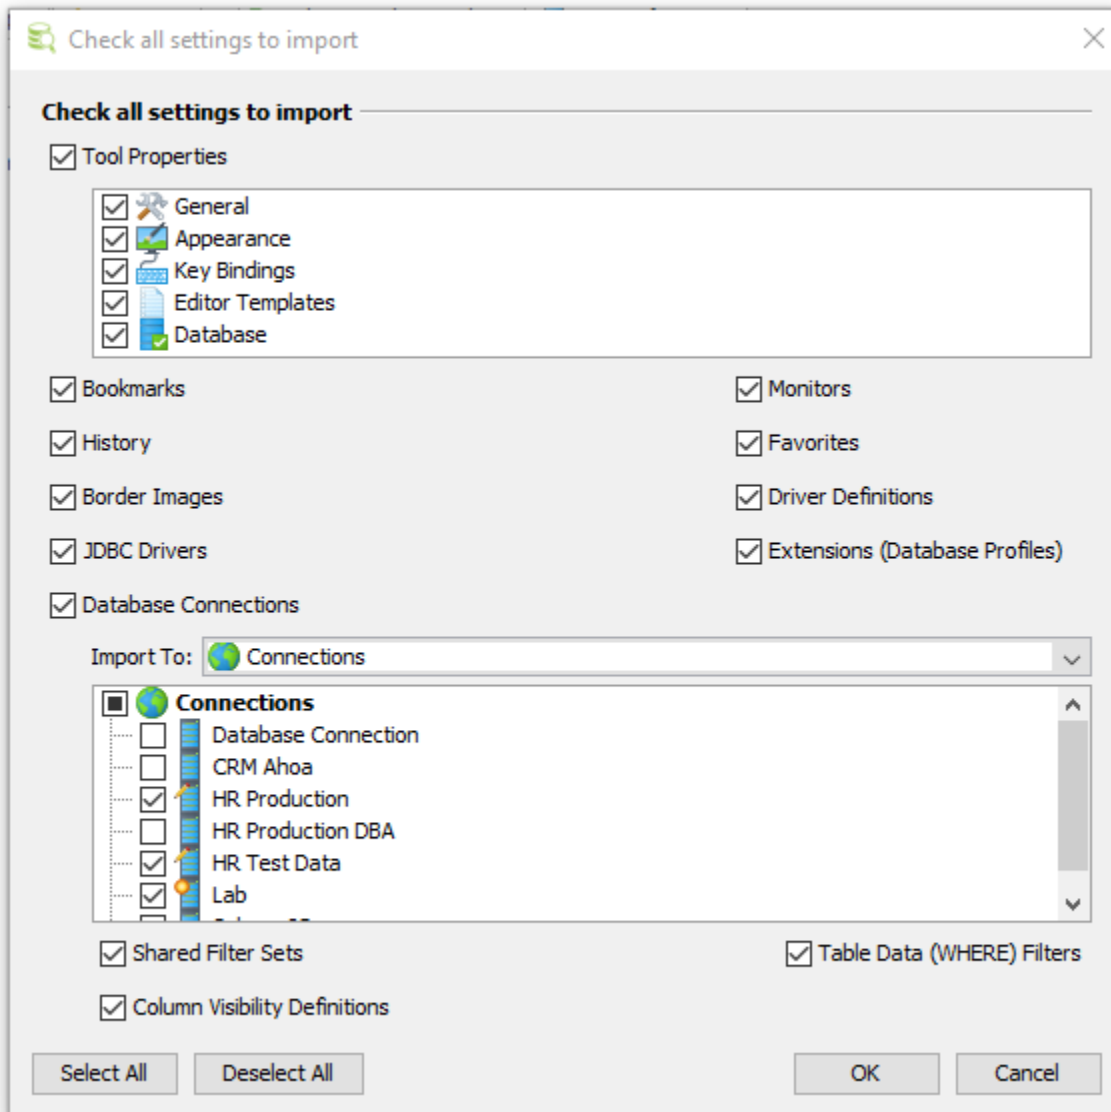 Check all settings to import
Check all settings to import
Tool Properties
General
Appearance
Key Bindings
Editor Templates
Database
Bookmarks
Monitors
History
Favorites
Border Images
Driver Definitions
JDBC Drivers
Extensions (Database Profiles)
Database Connections
Import To: Connections
Connections
Database Connection
CRM Ahoa
HR Production
HR Production DBA
HR Test Data
Lab
Shared Filter Sets
Table Data (WHERE) Filters
Column Visibility Definitions
Select All
Deselect All
OK
Cancel